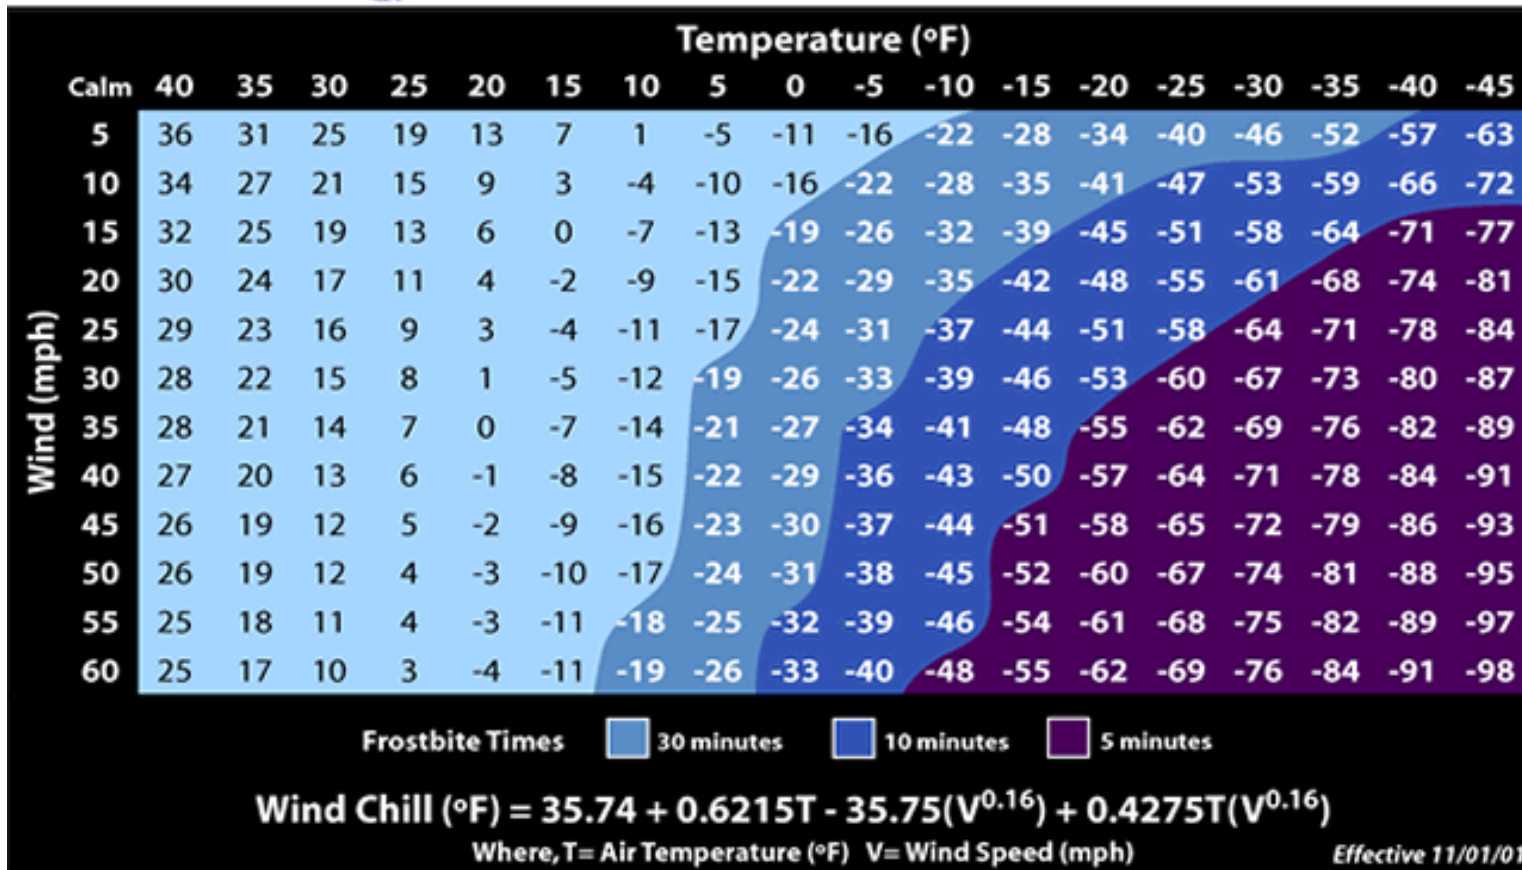 Temperature (ºF)
Calm 40 35 30 25 20 15 10 5 0 -5 -10 -15 -20 -25 -30 -35 -40 -45
5 36 31 25 19 13 7 1 -5 -11 -16 -22 -28 -34 -40 -46 -52 -57 -63
10 34 27 21 15 9 3 -4 -10 -16 -22 -28 -35 -41 -47 -53 -59 -66 -72
15 32 25 19 13 6 0 -7 -13 -19 -26 -32 -39 -45 -51 -58 -64 -71 -77
20 30 24 17 11 4 -2 -9 -15 -22 -29 -35 -42 -48 -55 -61 -68 -74 -81
25 29 23 16 9 3 -4 -11 -17 -24 -31 -37 -44 -51 -58 -64 -71 -78 -84
30 28 22 15 8 1 -5 -12 -19 -26 -33 -39 -46 -53 -60 -67 -73 -80 -87
35 28 21 14 7 0 -7 -14 -21 -27 -34 -41 -48 -55 -62 -69 -76 -82 -89
40 27 20 13 6 -1 -8 -15 -22 -29 -36 -43 -50 -57 -64 -71 -78 -84 -91
45 26 19 12 5 -2 -9 -16 -23 -30 -37 -44 -51 -58 -65 -72 -79 -86 -93
50 26 19 12 4 -3 -10 -17 -24 -31 -38 -45 -52 -60 -67 -74 -81 -88 -95
55 25 18 11 4 -3 -11 -18 -25 -32 -39 -46 -54 -61 -68 -75 -82 -89 -97
60 25 17 10 3 -4 -11 -19 -26 -33 -40 -48 -55 -62 -69 -76 -84 -91 -98
Wind (mph)
Frostbite Times 30 minutes 10 minutes 5 minutes
Wind Chill (ºF) = 35.74 + 0.6215T - 35.75(V^0.16) + 0.4275T(V^0.16)
Where, T= Air Temperature (ºF) V= Wind Speed (mph)
Effective 11/01/01